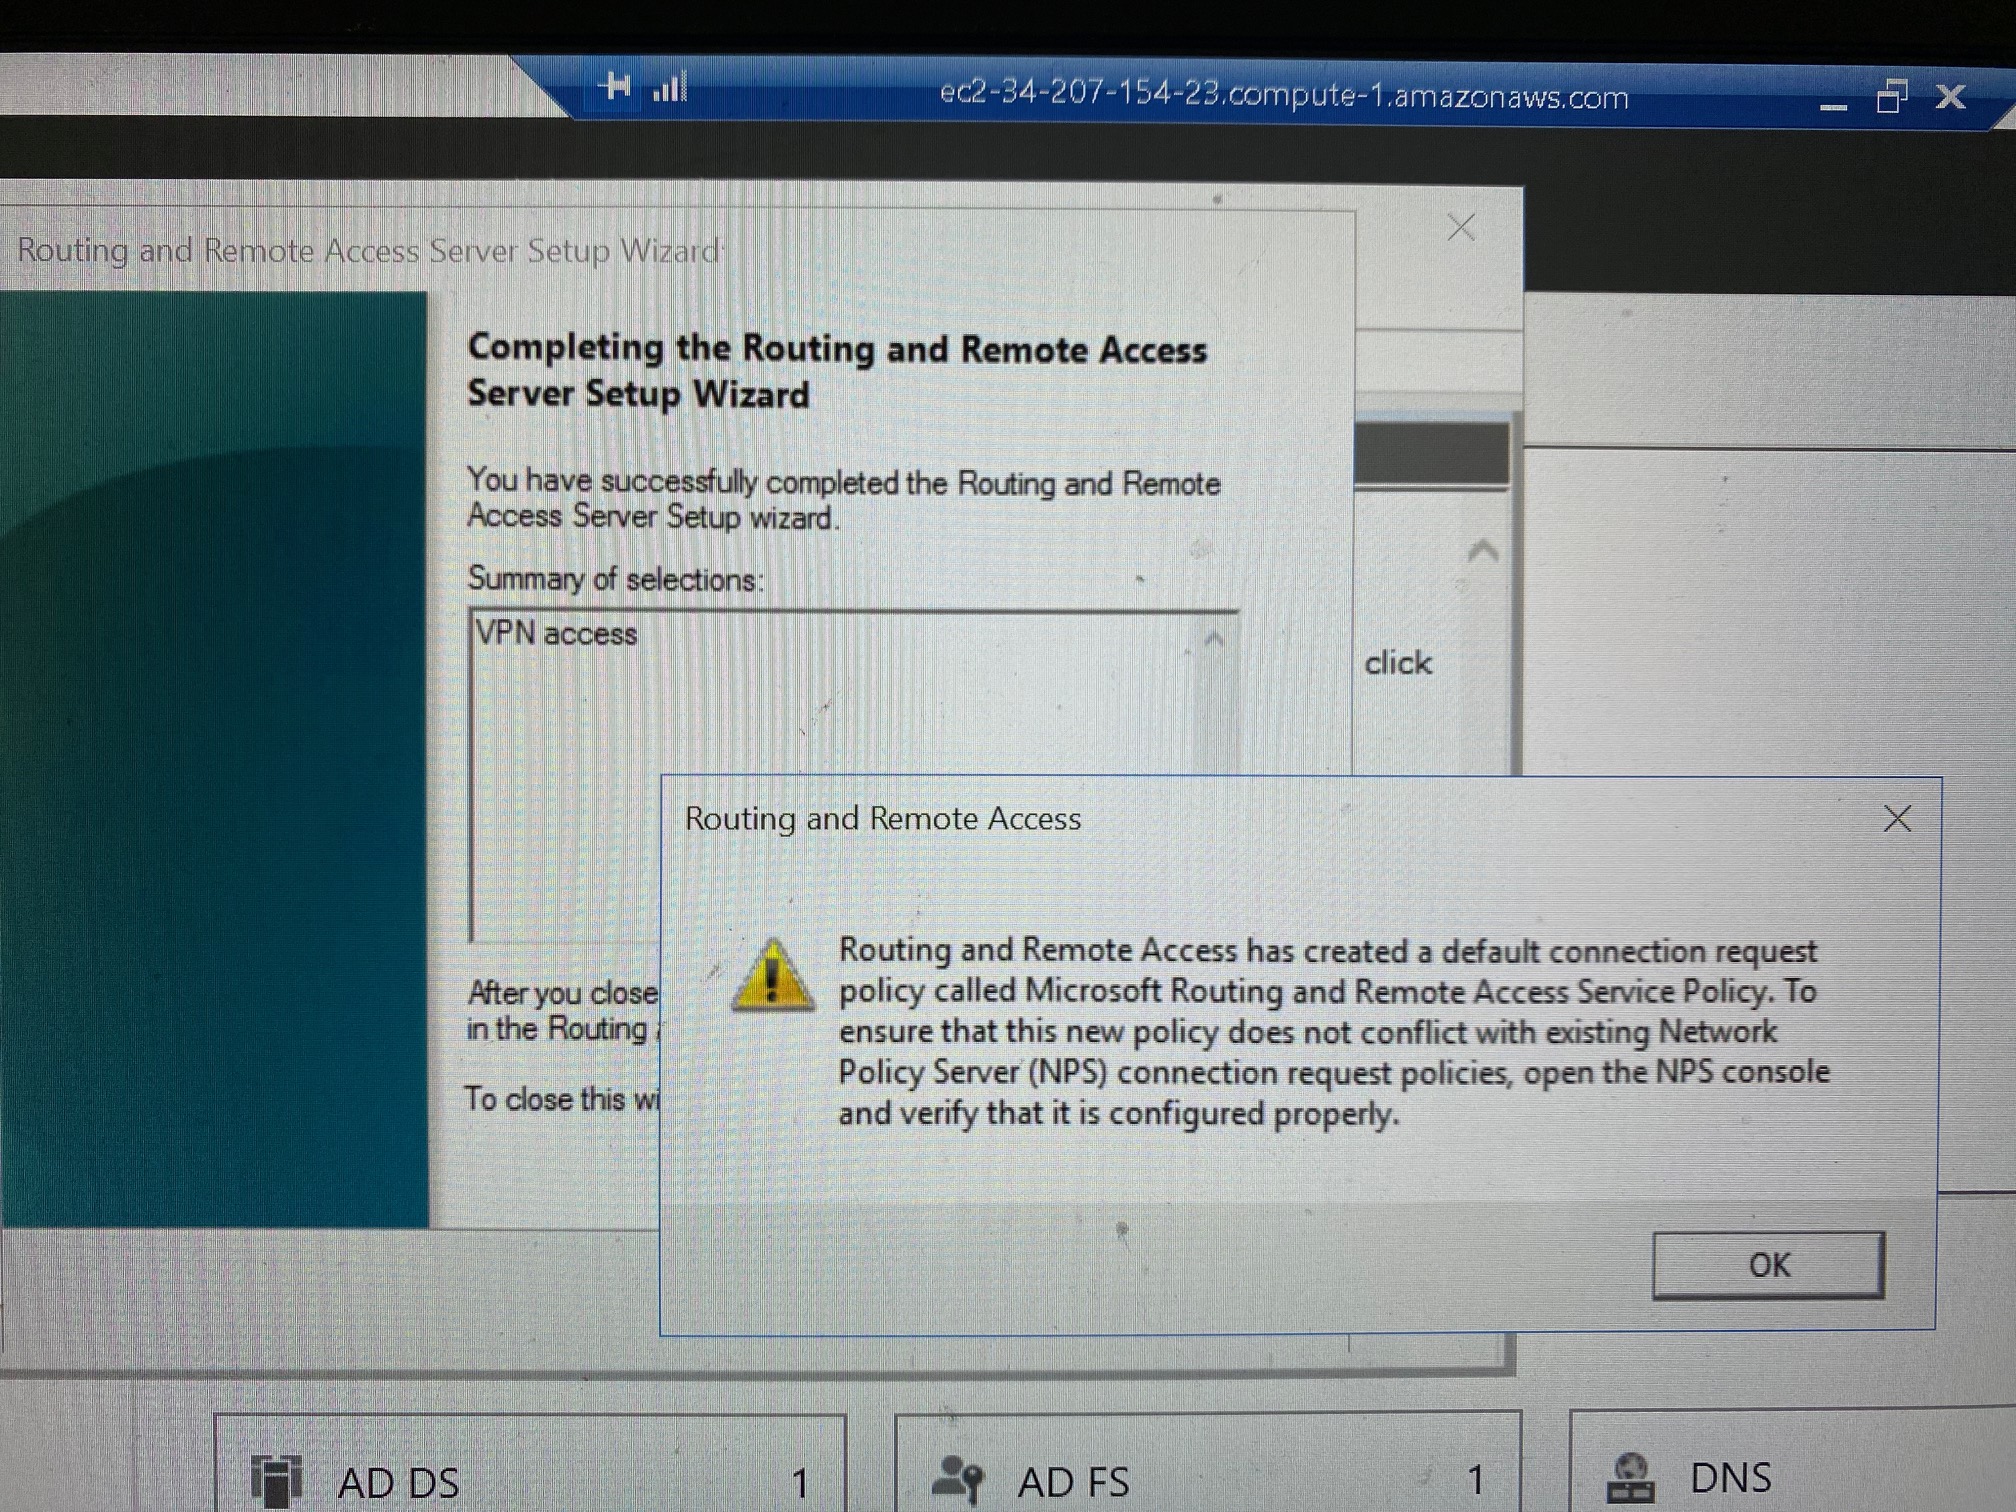 ec2-34-207-154-23.compute-1.amazonaws.com
Routing and Remote Access Server Setup Wizard
Completing the Routing and Remote Access
Server Setup Wizard
You have successfully completed the Routing and Remote
Access Server Setup wizard.
Summary of selections:
VPN access
click
After you close
in the Routing
To close this wi
Routing and Remote Access
Routing and Remote Access has created a default connection request
policy called Microsoft Routing and Remote Access Service Policy. To
ensure that this new policy does not conflict with existing Network
Policy Server (NPS) connection request policies, open the NPS console
and verify that it is configured properly.
OK
AD DS 1
AD FS 1
DNS